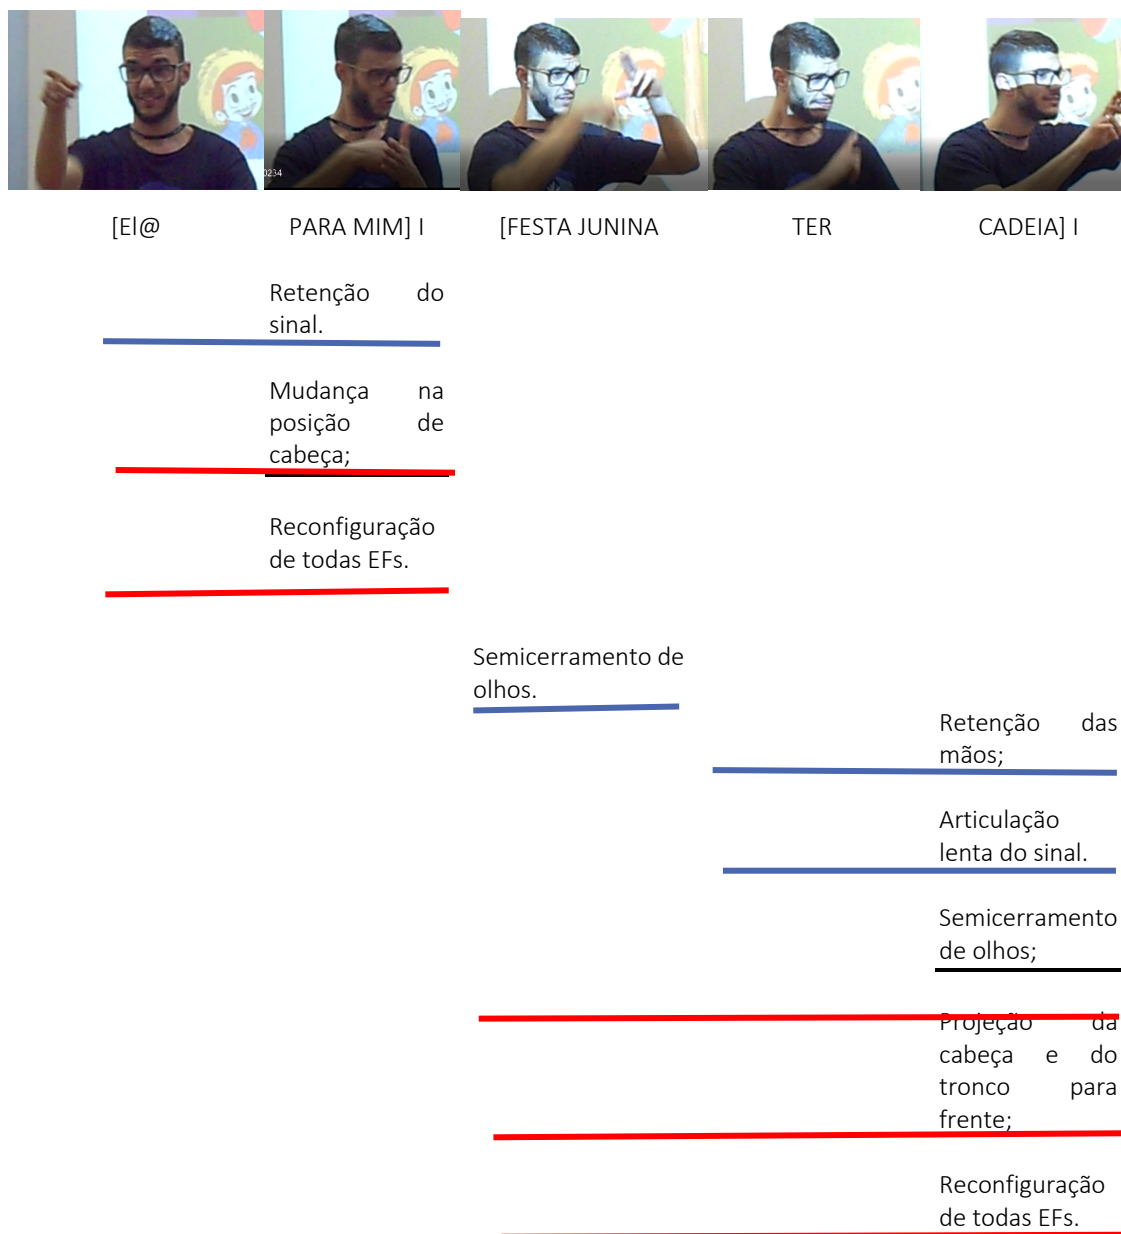 0234
[El@ PARA MIM] I [FESTA JUNINA TER CADEIA] I
Retenção do
sinal.
Mudança na
posição de
cabeça;
Reconfiguração
de todas EFs.
Semicerramento de
olhos.
Retenção das
mãos;
Articulação
lenta do sinal.
Semicerramento
de olhos;
Projeção da
cabeça e do
tronco para
frente;
Reconfiguração
de todas EFs.